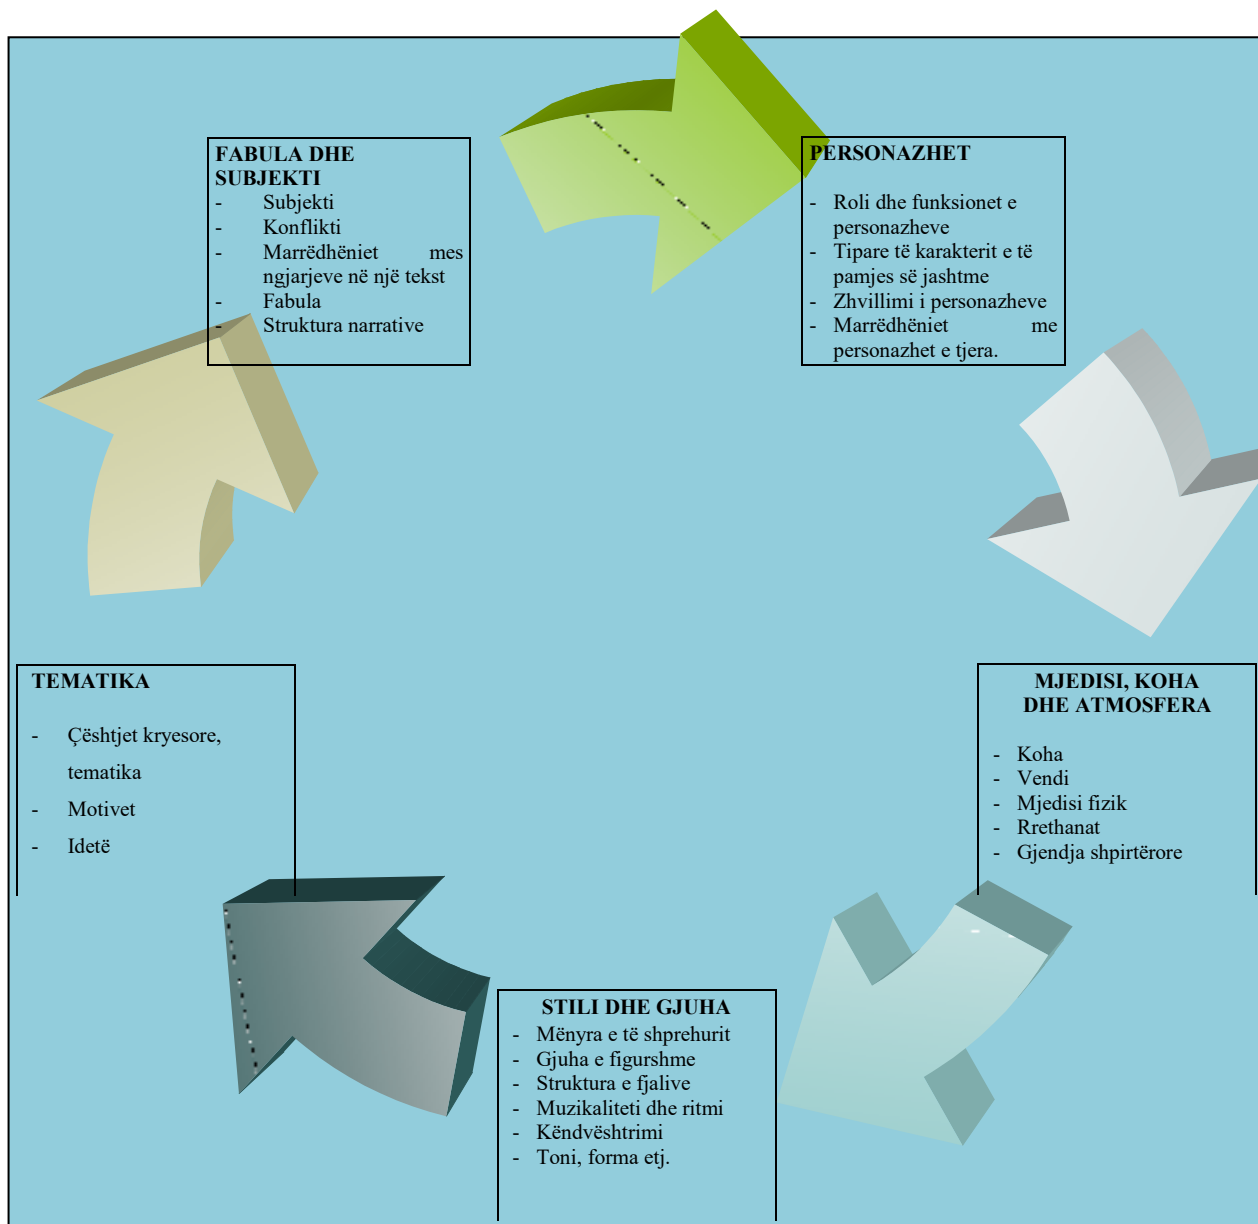 FABULA DHE
SUBJEKTI
- Subjekti
- Konflikti
- Marrëdhëniet mes
ngjarjeve në një tekst
- Fabula
- Struktura narrative
PERSONAZHET
- Roli dhe funksionet e
personazheve
- Tipare të karakterit e të
pamjes së jashtme
- Zhvillimi i personazheve
- Marrëdhëniet me
personazhet e tjera.
MJEDISI, KOHA
DHE ATMOSFERA
- Koha
- Vendi
- Mjedisi fizik
- Rrethanat
- Gjendja shpirtërore
STILI DHE GJUHA
- Mënyra e të shprehurit
- Gjuha e figurshme
- Struktura e fjalive
- Muzikaliteti dhe ritmi
- Këndvështrimi
- Toni, forma etj.
TEMATIKA
- Çështjet kryesore,
tematika
- Motivet
- Idetë